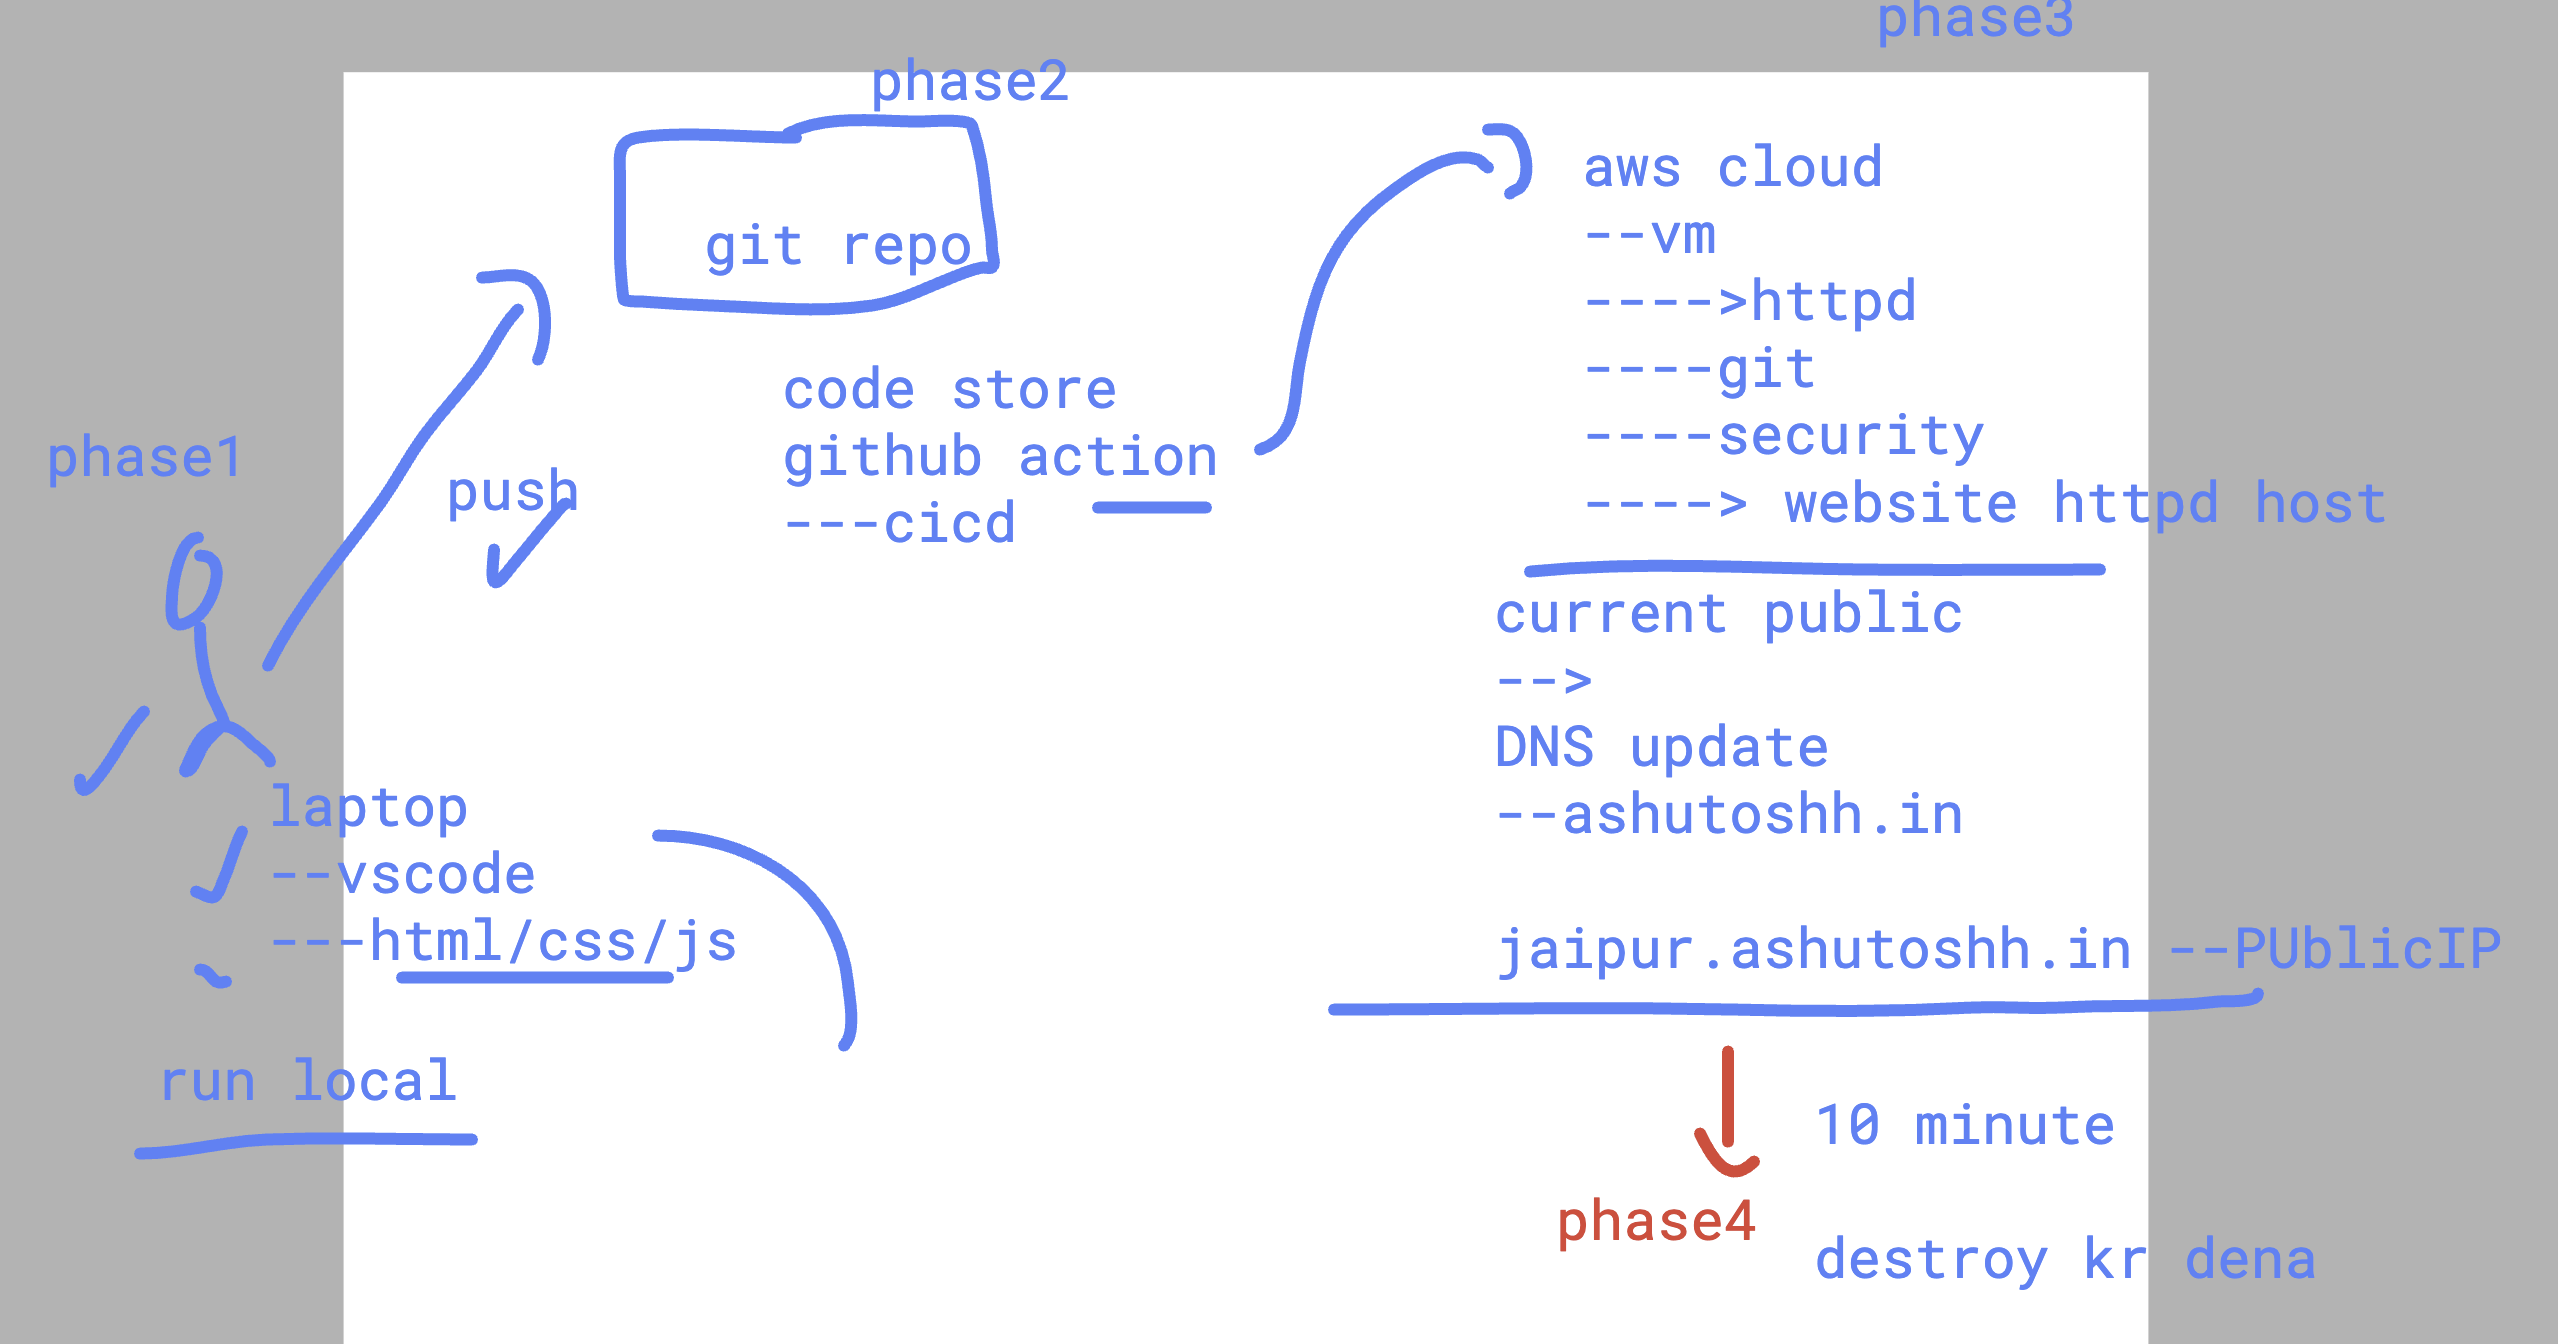 phase1
laptop
--vscode
---html/css/js
run local
push
phase2
git repo
code store
github action
---cicd
phase3
aws cloud
--vm
---->httpd
----git
----security
----> website httpd host
current public
-->
DNS update
--ashutoshh.in
jaipur.ashutoshh.in --PUblicIP
phase4
10 minute
destroy kr dena